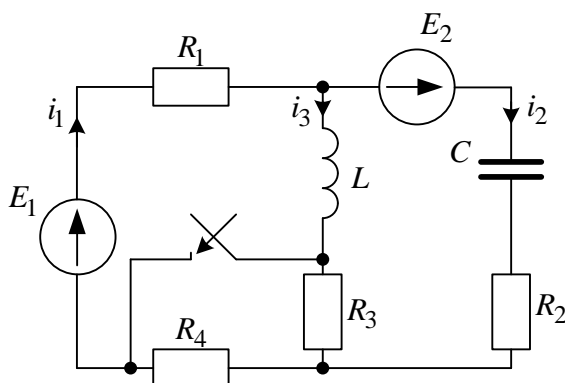 E₂
R₁
i₁
i₃
i₂
C
L
E₁
R₃
R₂
R₄